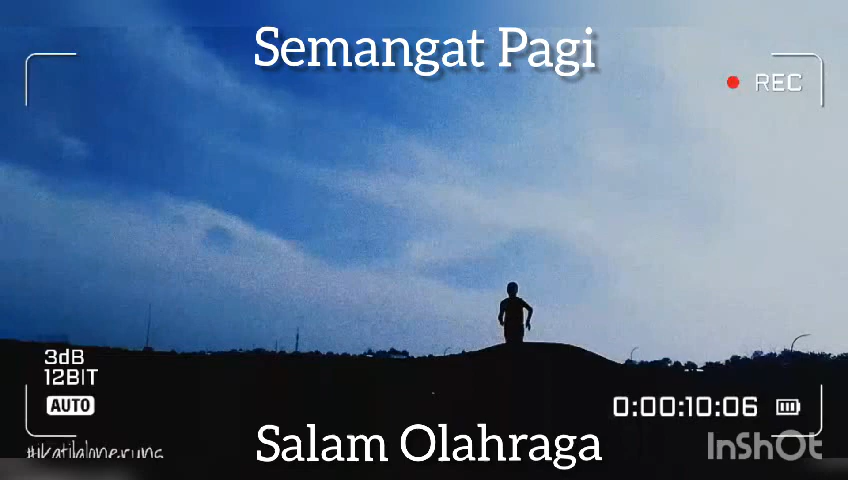 Semangat Pagi
REC
3dB
12BIT
AUTO
0:00:10:06
Salam Olahraga
InShOt